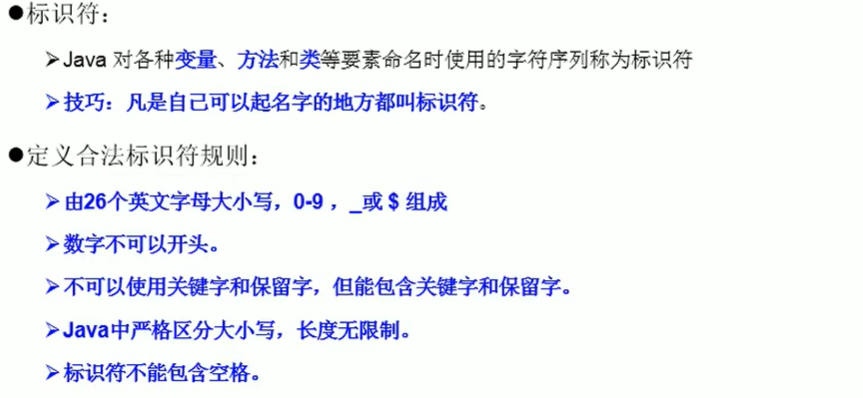 ●标识符：
➢Java 对各种变量、方法和类等要素命名时使用的字符序列称为标识符
➢技巧：凡是自己可以起名字的地方都叫标识符。
●定义合法标识符规则：
➢由26个英文字母大小写，0-9 ，_或 $ 组成
➢数字不可以开头。
➢不可以使用关键字和保留字，但能包含关键字和保留字。
➢Java中严格区分大小写，长度无限制。
➢标识符不能包含空格。